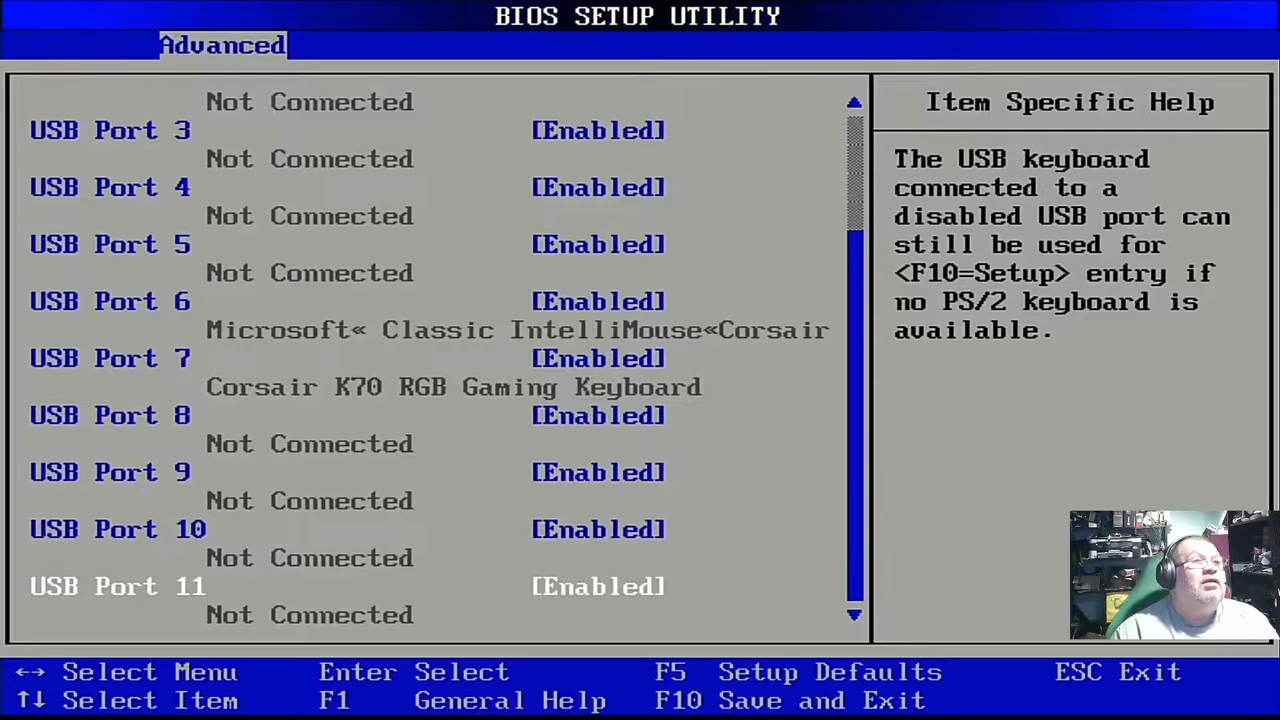 BIOS SETUP UTILITY
Advanced
Not Connected
USB Port 3 [Enabled]
Not Connected
USB Port 4 [Enabled]
Not Connected
USB Port 5 [Enabled]
Not Connected
USB Port 6 [Enabled]
Microsoft« Classic IntelliMouse«Corsair
USB Port 7 [Enabled]
Corsair K70 RGB Gaming Keyboard
USB Port 8 [Enabled]
Not Connected
USB Port 9 [Enabled]
Not Connected
USB Port 10 [Enabled]
Not Connected
USB Port 11 [Enabled]
Not Connected
Item Specific Help
The USB keyboard
connected to a
disabled USB port can
still be used for
<F10=Setup> entry if
no PS/2 keyboard is
available.
↔ Select Menu Enter Select F5 Setup Defaults ESC Exit
↑↓ Select Item F1 General Help F10 Save and Exit